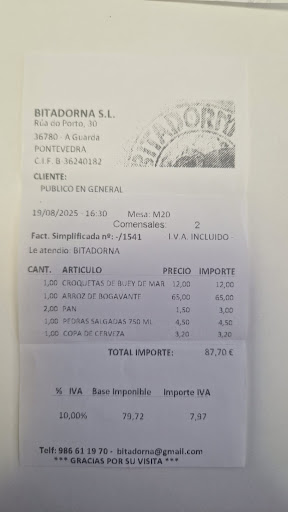 BITADORNA S.L.
Rúa do Porto, 30
36780 - A Guarda
PONTEVEDRA
C.I.F. B-36240182
BITADORNA
CLIENTE:
PUBLICO EN GENERAL
19/08/2025 - 16:30 Mesa: M20
Comensales: 2
Fact. Simplificada nº: -/1541 I.V.A. INCLUIDO
Le atendio: BITADORNA
CANT. ARTICULO PRECIO IMPORTE
1,00 CROQUETAS DE BUEY DE MAR 12,00 12,00
1,00 ARROZ DE BOGAVANTE 65,00 65,00
2,00 PAN 1,50 3,00
1,00 PEDRAS SALGADAS 750 ML 4,50 4,50
1,00 COPA DE CERVEZA 3,20 3,20
TOTAL IMPORTE: 87,70 €
% IVA Base Imponible Importe IVA
10,00% 79,72 7,97
Telf: 986 61 19 70 - bitadorna@gmail.com
*** GRACIAS POR SU VISITA ***